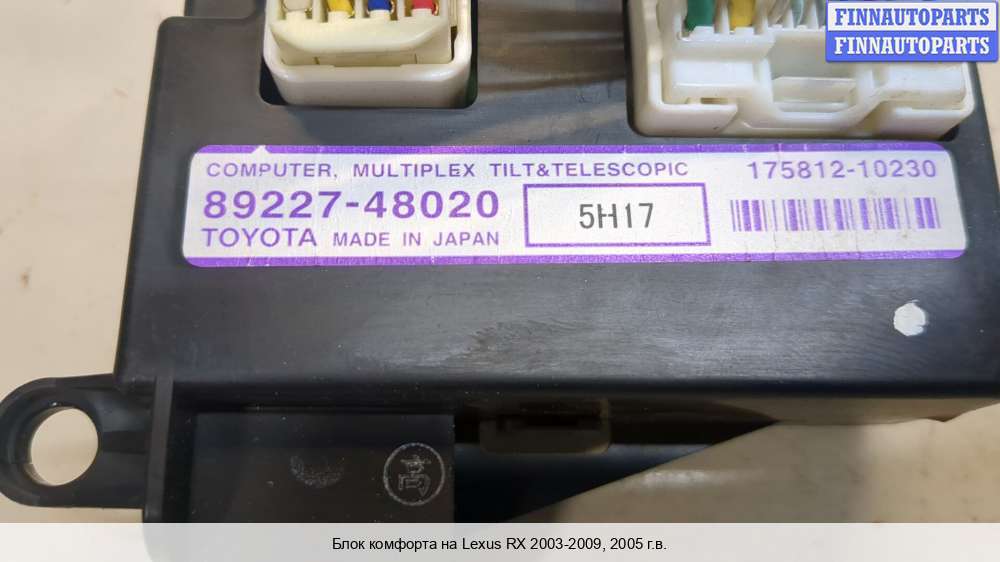 FINNAUTOPARTS
FINNAUTOPARTS
COMPUTER, MULTIPLEX TILT&TELESCOPIC 175812-10230
89227-48020 5H17
TOYOTA MADE IN JAPAN
Блок комфорта на Lexus RX 2003-2009, 2005 г.в.